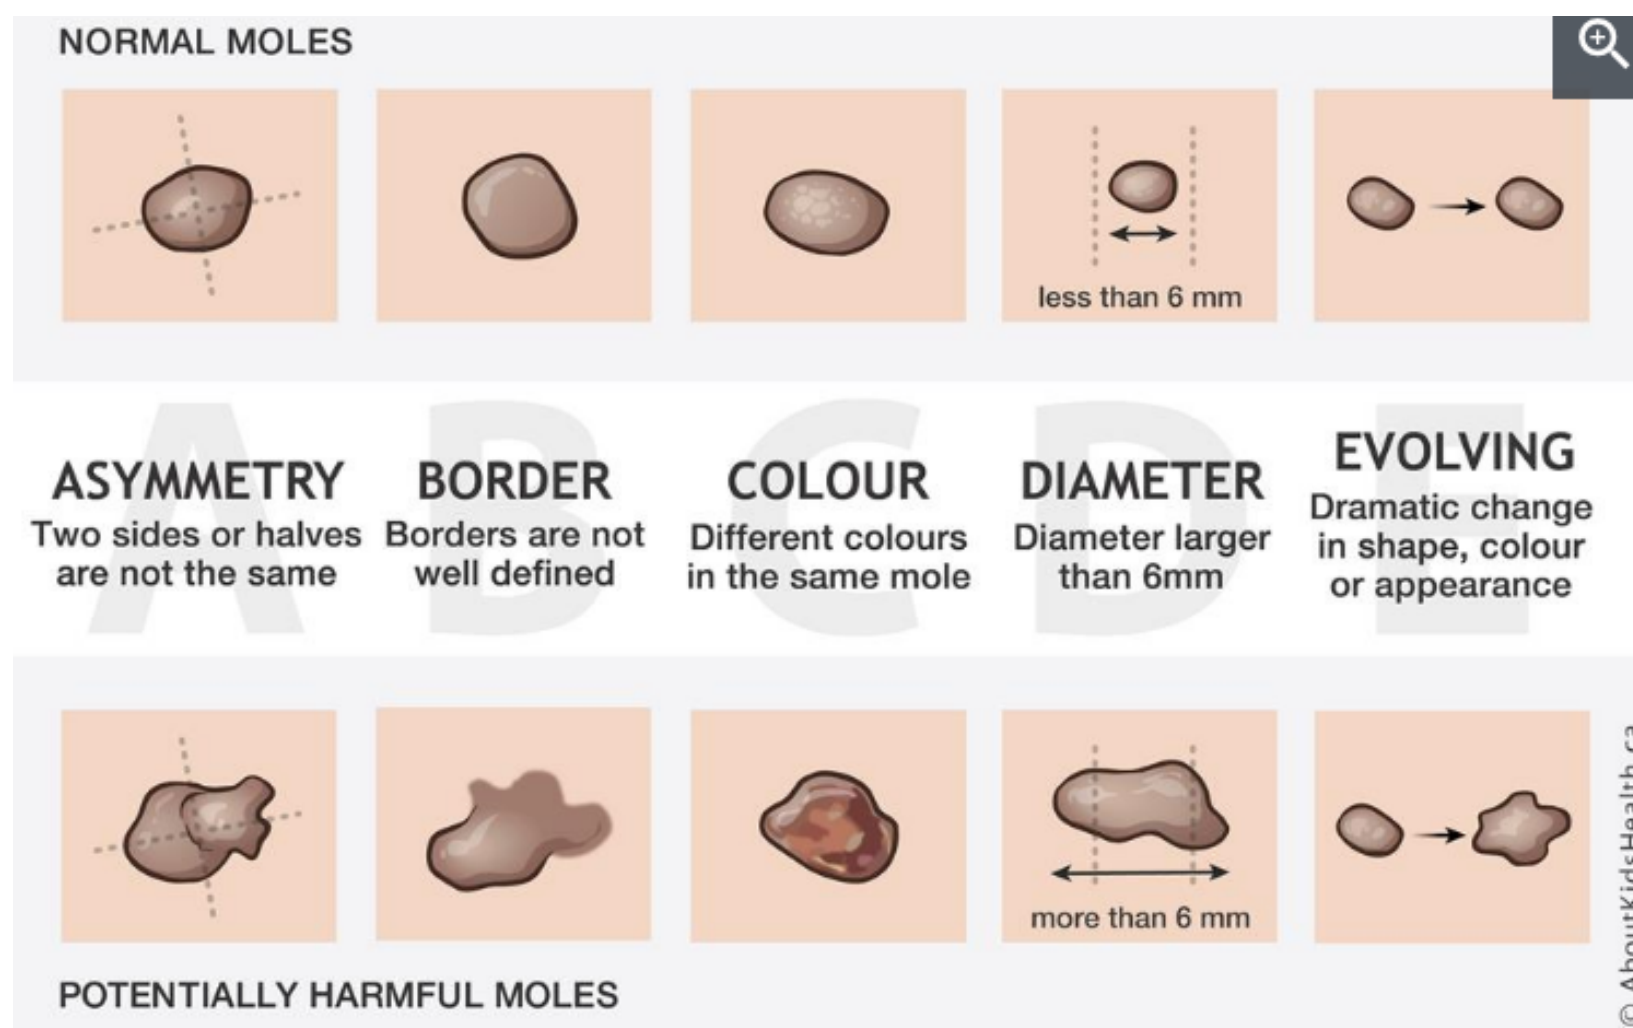 NORMAL MOLES
less than 6 mm
ASYMMETRY
Two sides or halves
are not the same
BORDER
Borders are not
well defined
COLOUR
Different colours
in the same mole
DIAMETER
Diameter larger
than 6mm
EVOLVING
Dramatic change
in shape, colour
or appearance
A B C D E
more than 6 mm
POTENTIALLY HARMFUL MOLES
© AboutKidsHealth.ca